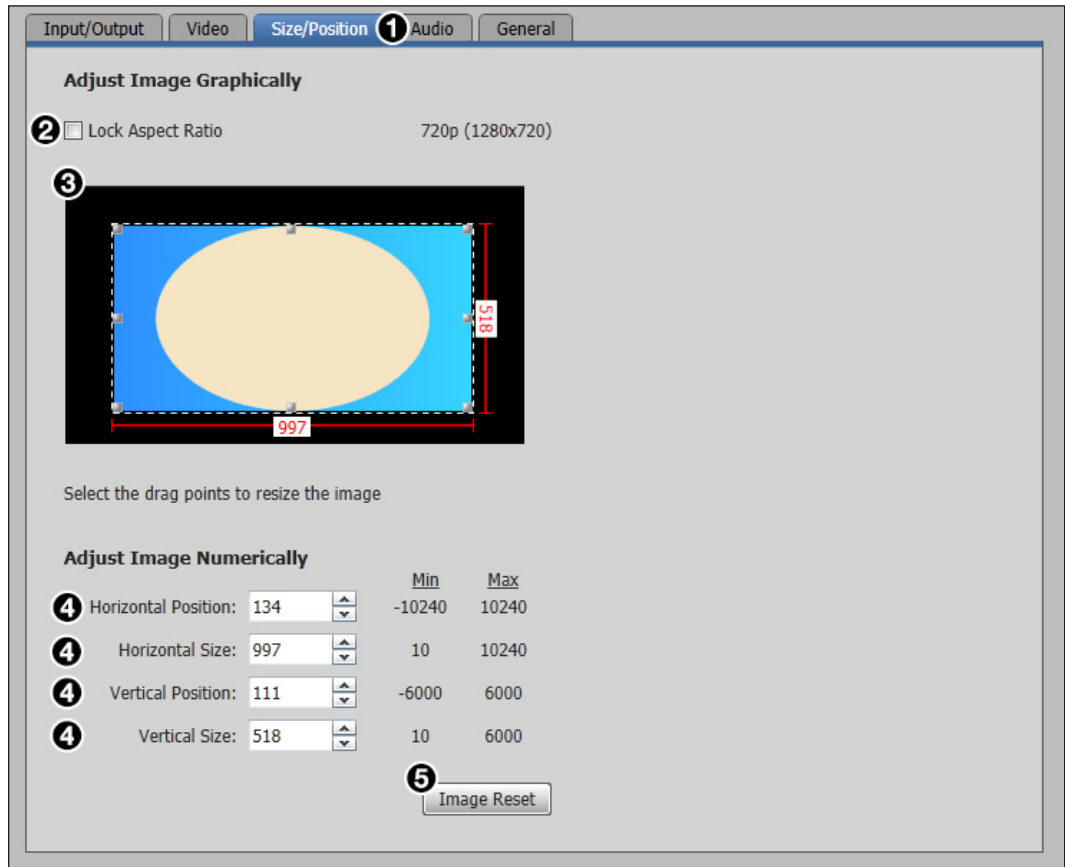 Input/Output Video Size/Position 1 Audio General
Adjust Image Graphically
2 Lock Aspect Ratio 720p (1280x720)
3
518
997
Select the drag points to resize the image
Adjust Image Numerically
Min Max
4 Horizontal Position: 134 -10240 10240
4 Horizontal Size: 997 10 10240
4 Vertical Position: 111 -6000 6000
4 Vertical Size: 518 10 6000
5
Image Reset